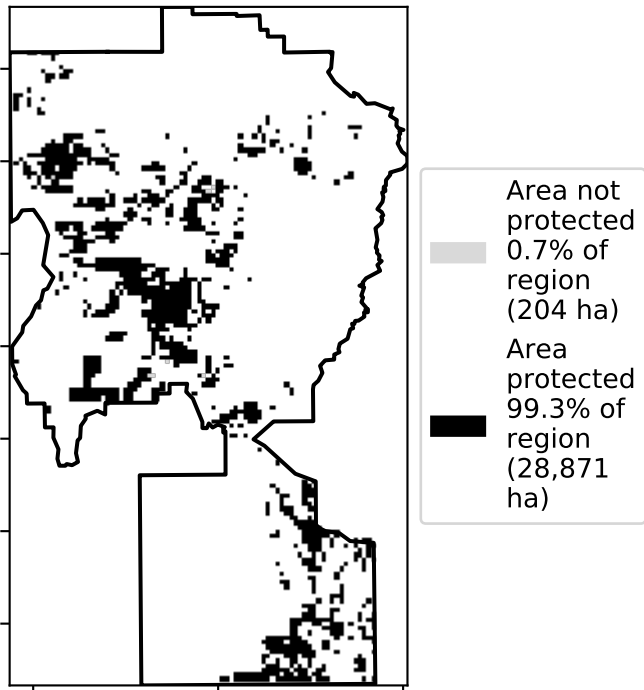 Area not
protected
0.7% of
region
(204 ha)
Area
protected
99.3% of
region
(28,871
ha)